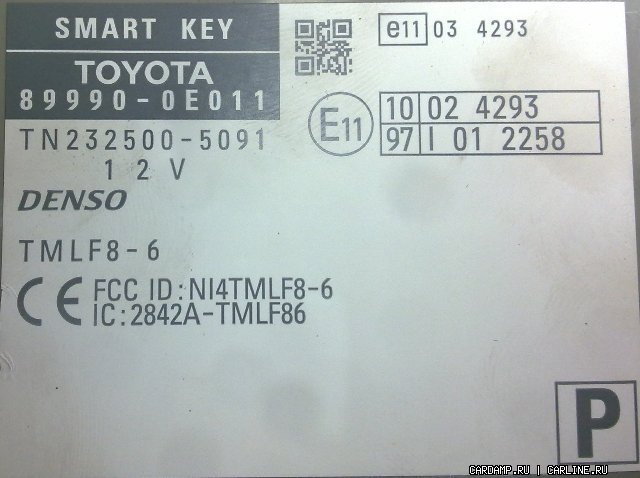 SMART KEY
TOYOTA
89990-0E011
TN232500-5091
12V
DENSO
TMLF8-6
CE FCC ID:NI4TMLF8-6
IC:2842A-TMLF86
e11 03 4293
E11
10 02 4293
97 I 01 2258
P
CARDAMP.RU | CARLINE.RU